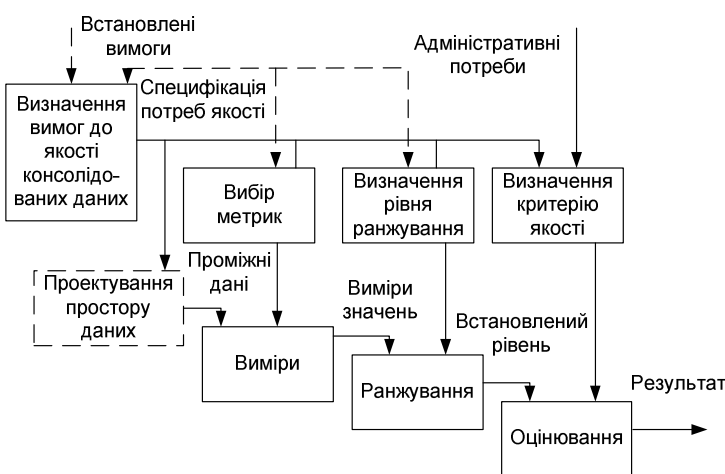 Встановлені
вимоги
Адміністративні
потреби
Специфікація
потреб якості
Визначення
вимог до
якості
консолідо-
ваних даних
Вибір
метрик
Визначення
рівня
ранжування
Визначення
критерію
якості
Проміжні
дані
Проектування
простору
даних
Виміри
значень
Встановлений
рівень
Виміри
Ранжування
Результат
Оцінювання